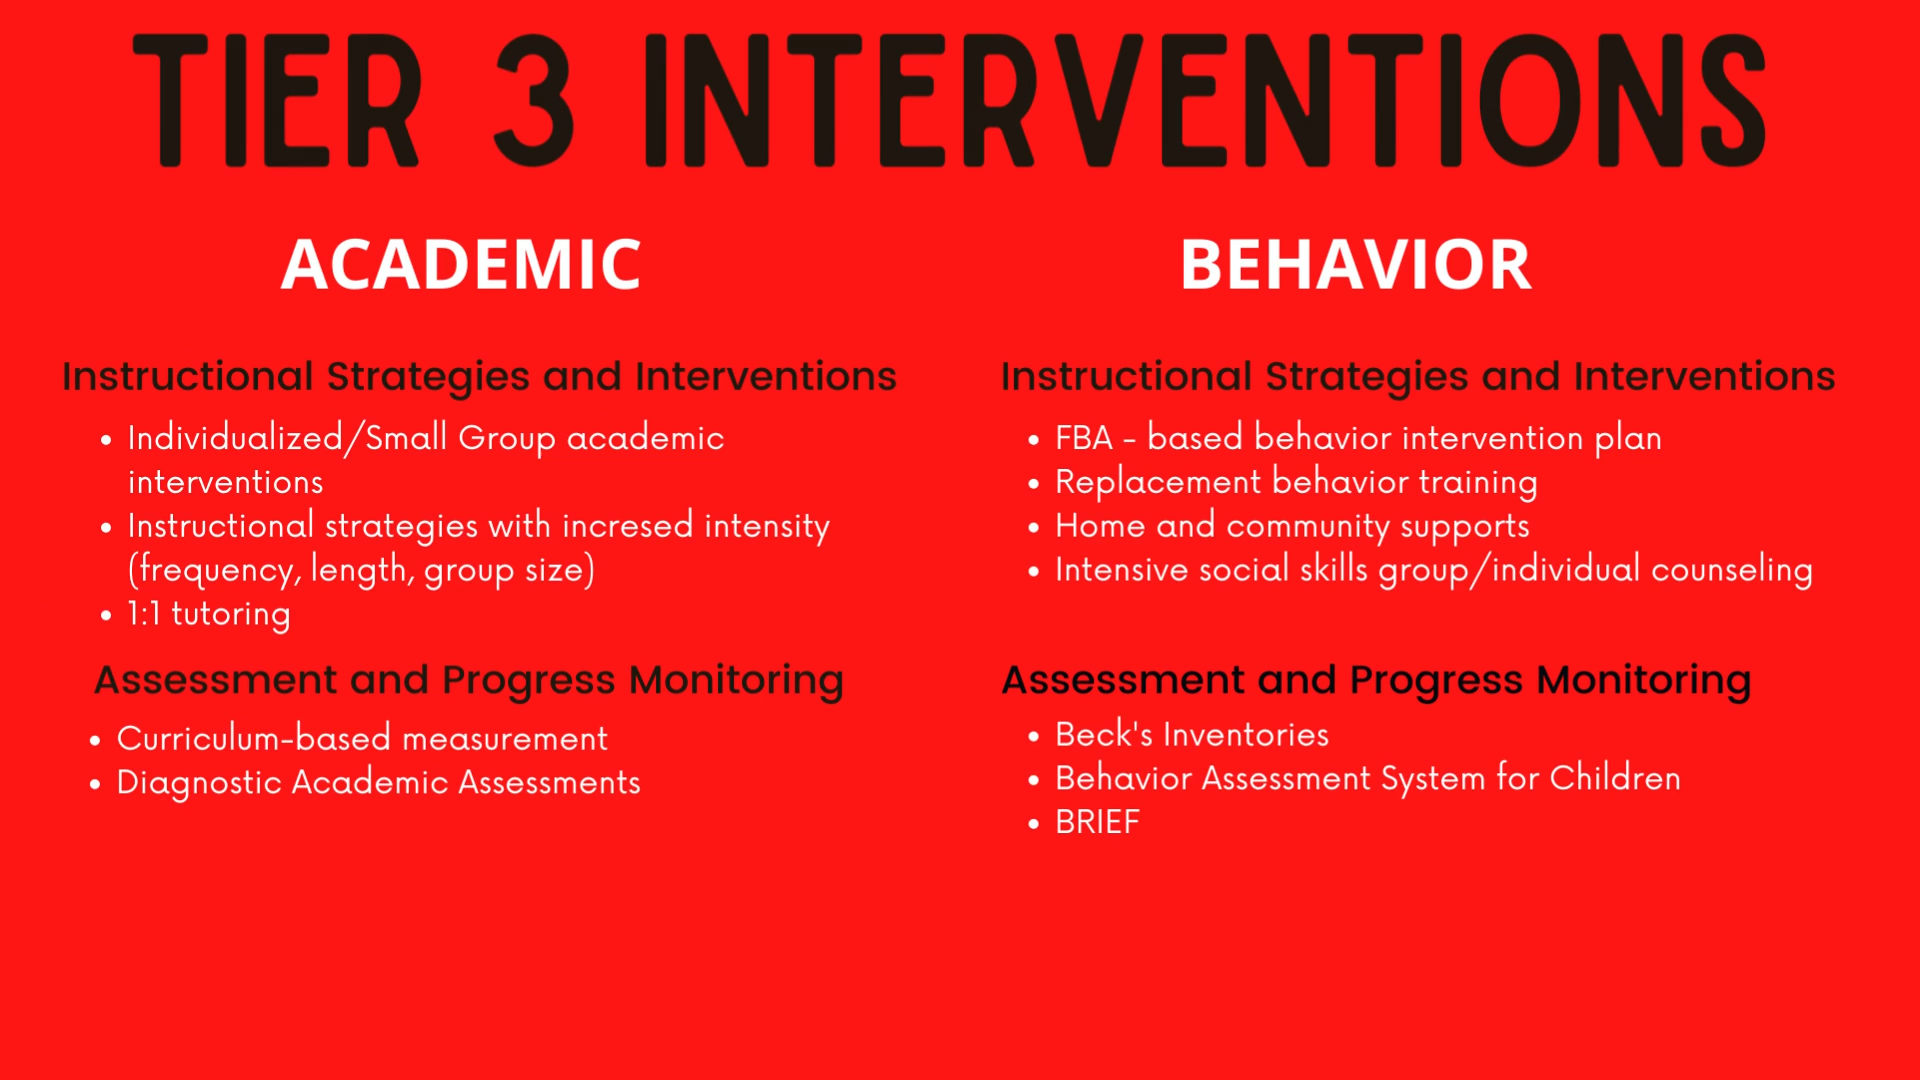 TIER 3 INTERVENTIONS
ACADEMIC
Instructional Strategies and Interventions
• Individualized/Small Group academic
interventions
• Instructional strategies with incresed intensity
(frequency, length, group size)
• 1:1 tutoring
Assessment and Progress Monitoring
• Curriculum-based measurement
• Diagnostic Academic Assessments
BEHAVIOR
Instructional Strategies and Interventions
• FBA - based behavior intervention plan
• Replacement behavior training
• Home and community supports
• Intensive social skills group/individual counseling
Assessment and Progress Monitoring
• Beck's Inventories
• Behavior Assessment System for Children
• BRIEF